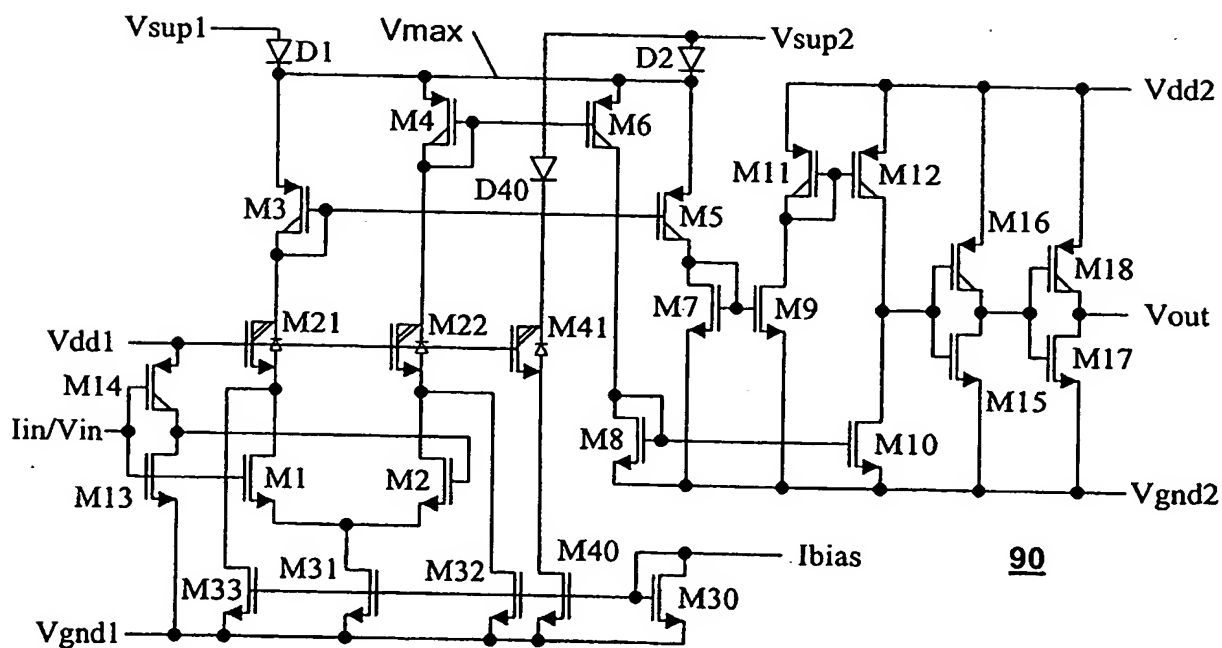 Vsup1
D1
Vmax
D2
Vsup2
M4
M6
Vdd2
D40
M11
M12
M3
M5
M16
M18
M7
M9
Vout
M21
M22
M41
M17
Vdd1
M14
M15
Iin/Vin
M8
M10
M1
M2
M13
Vgnd2
M40
Ibias
90
M33
M31
M32
M30
Vgnd1